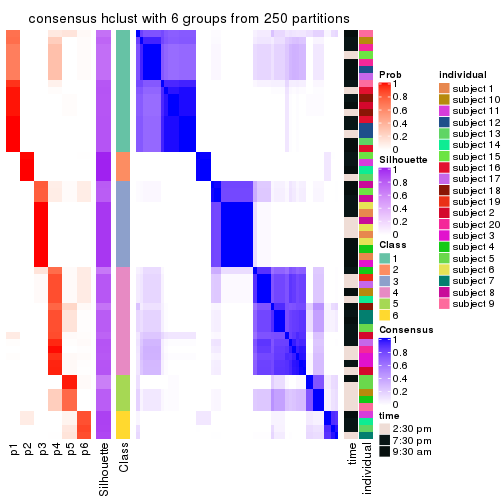 consensus hclust with 6 groups from 250 partitions
p1
p2
p3
p4
p5
p6
Silhouette
Class
time
individual
Prob
1
0.8
0.6
0.4
0.2
0
Silhouette
1
0.8
0.6
0.4
0.2
0
Class
1
2
3
4
5
6
Consensus
1
0.8
0.6
0.4
0.2
0
time
2:30 pm
7:30 pm
9:30 am
individual
subject 1
subject 10
subject 11
subject 12
subject 13
subject 14
subject 15
subject 16
subject 17
subject 18
subject 19
subject 2
subject 20
subject 3
subject 4
subject 5
subject 6
subject 7
subject 8
subject 9